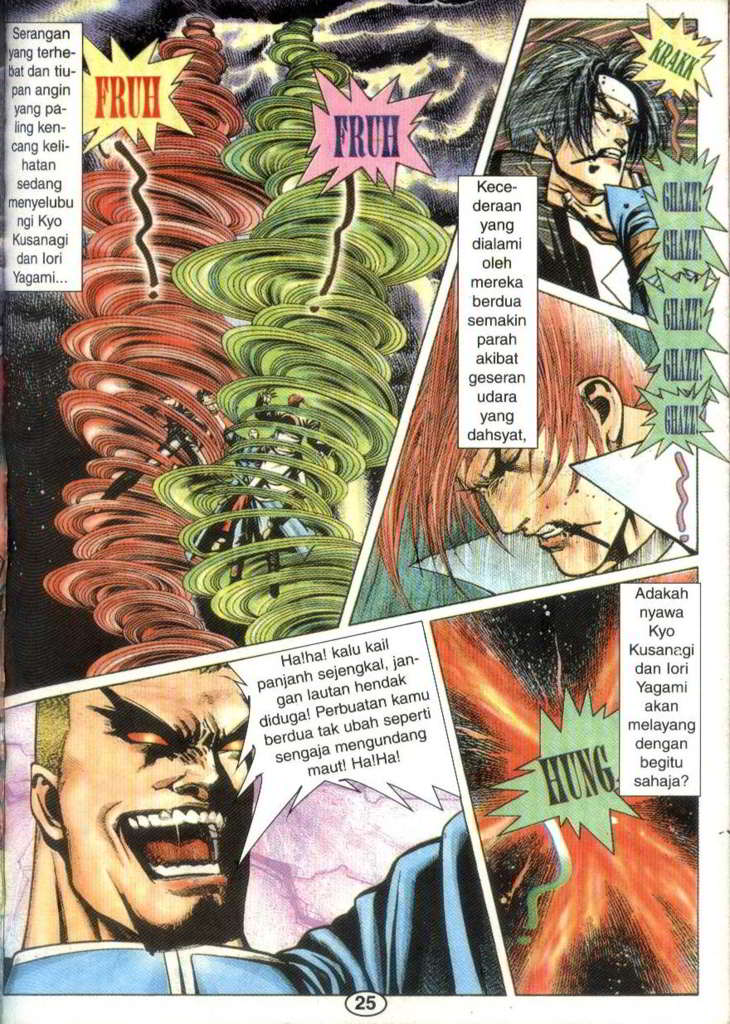 Serangan
yang terhe-
bat dan tiu-
pan angin
yang pa-
ling ken-
cang keli-
hatan
sedang
menyelubu
ngi Kyo
Kusanagi
dan Iori
Yagami...
FRUH
FRUH
KRAKK
GHAZZ!
GHAZZ!
GHAZZ!
GHAZZ!
GHAZZ!
Kece-
deraan
yang
dialami
oleh
mereka
berdua
semakin
parah
akibat
geseran
udara
yang
dahsyat,
Ha!ha! kalu kail
panjanh sejengkal, jan-
gan lautan hendak
diduga! Perbuatan kamu
berdua tak ubah seperti
sengaja mengundang
maut! Ha!Ha!
HUNG
Adakah
nyawa
Kyo
Kusanagi
dan Iori
Yagami
akan
melayang
dengan
begitu
sahaja?
25